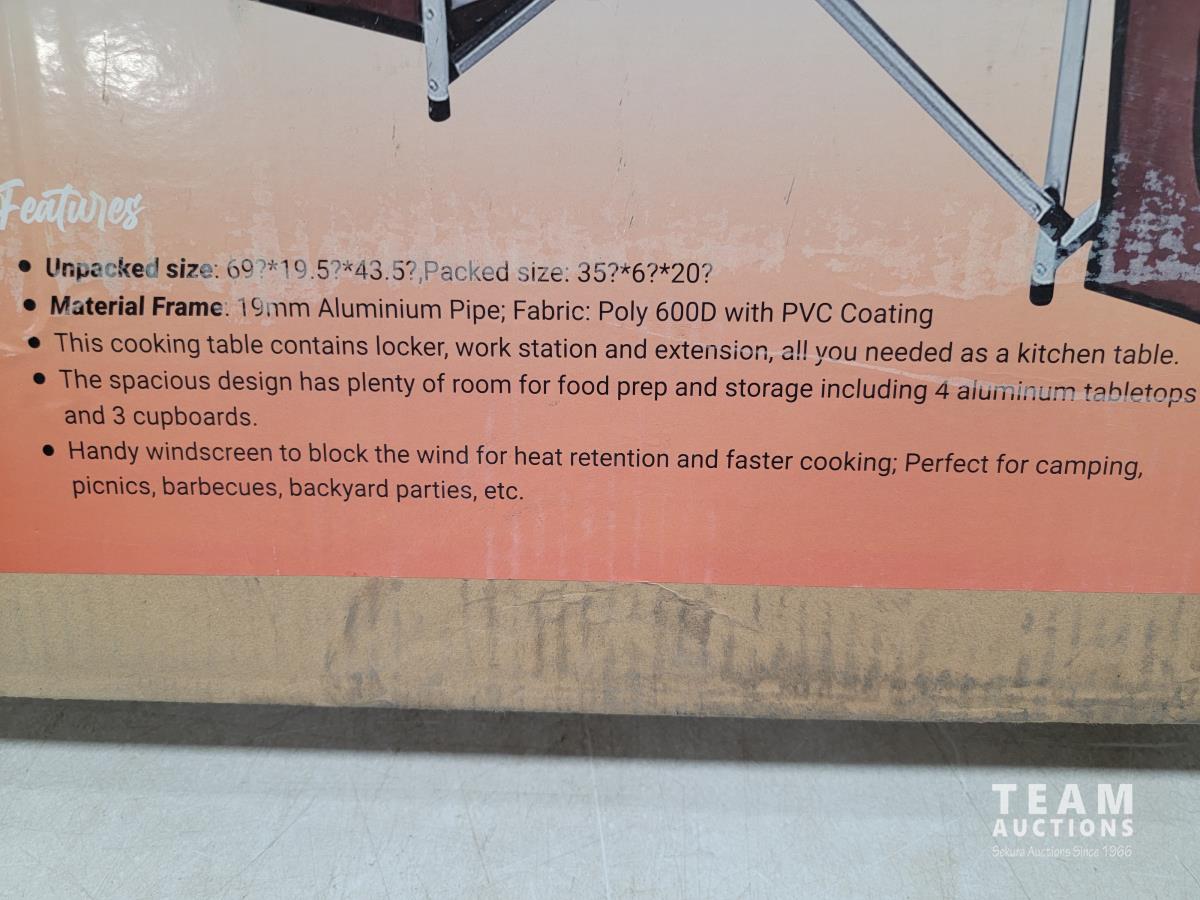 Features
• Unpacked size: 69?*19.5?*43.5?,Packed size: 35?*6?*20?
• Material Frame: 19mm Aluminium Pipe; Fabric: Poly 600D with PVC Coating
• This cooking table contains locker, work station and extension, all you needed as a kitchen table.
• The spacious design has plenty of room for food prep and storage including 4 aluminum tabletops
and 3 cupboards.
• Handy windscreen to block the wind for heat retention and faster cooking; Perfect for camping,
picnics, barbecues, backyard parties, etc.
TEAM
AUCTIONS
Sekura Auctions Since 1966